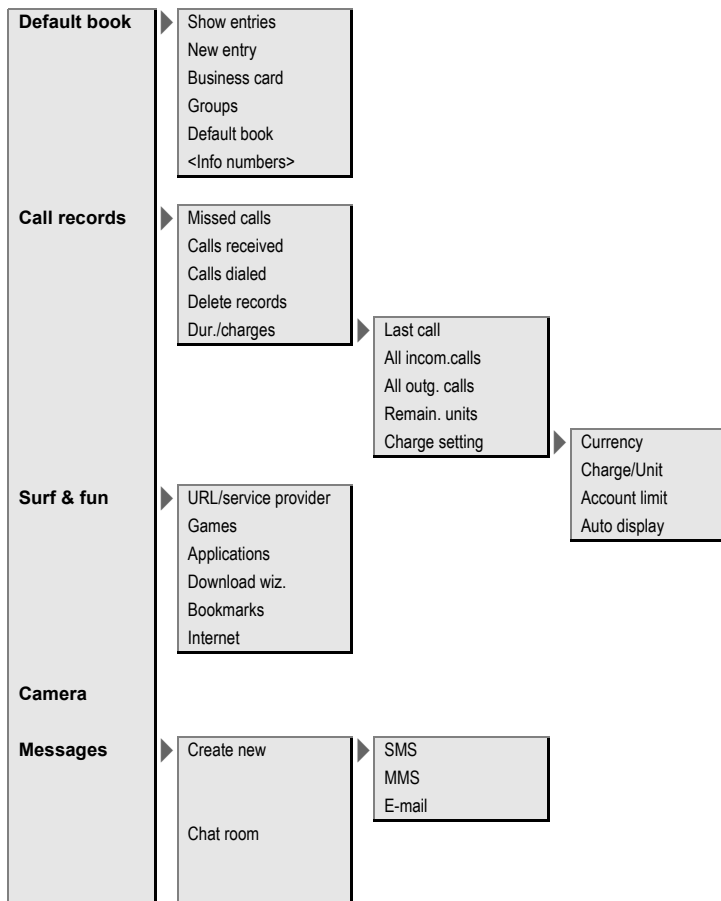 Default book
Show entries
New entry
Business card
Groups
Default book
<Info numbers>
Call records
Missed calls
Calls received
Calls dialed
Delete records
Dur./charges
Last call
All incom.calls
All outg. calls
Remain. units
Charge setting
Currency
Charge/Unit
Account limit
Auto display
Surf & fun
URL/service provider
Games
Applications
Download wiz.
Bookmarks
Internet
Camera
Messages
Create new
SMS
MMS
E-mail
Chat room